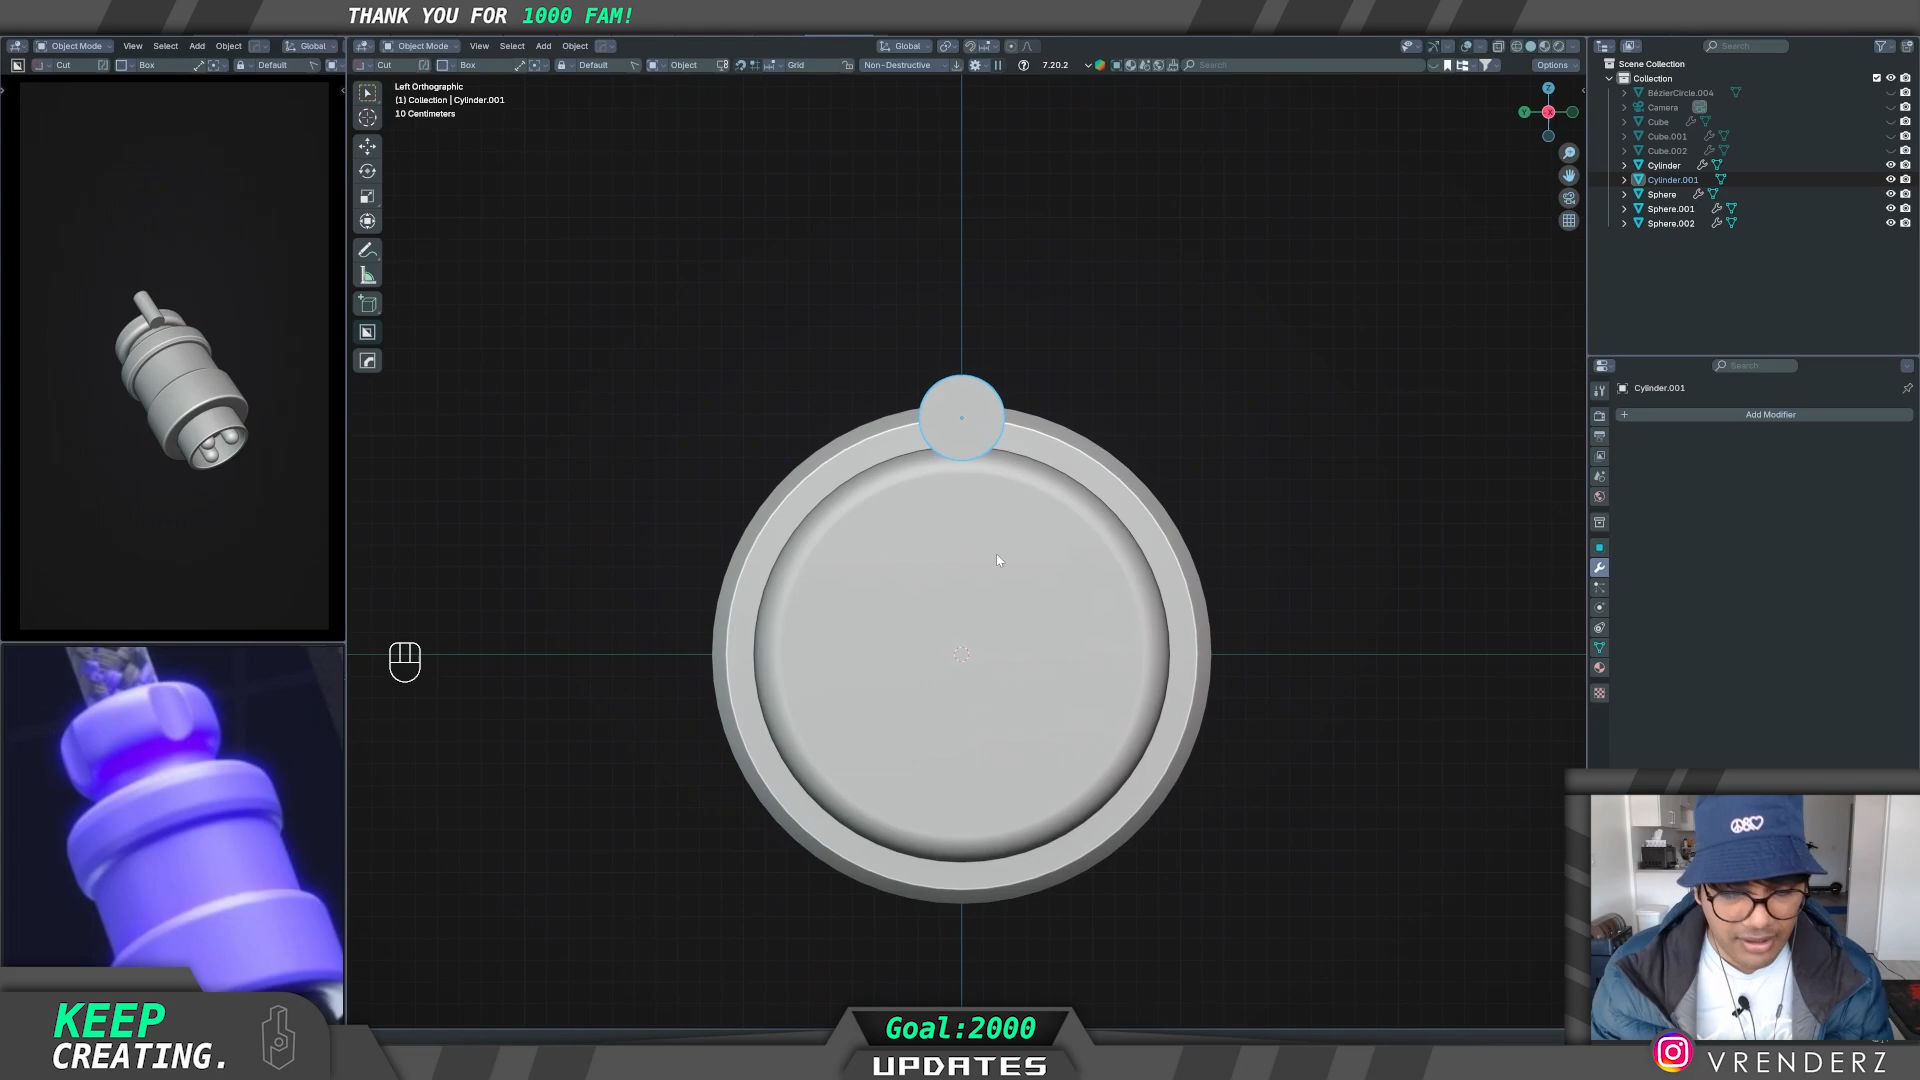 THANK YOU FOR 1000 FAM!
Object Mode View Select Add Object Global
Object Mode View Select Add Object Global
Search
Cut Box Default
Cut Box Default Object Grid Non-Destructive 7.20.2 Search Options
Left Orthographic
(1) Collection | Cylinder.001
10 Centimeters
Z
Y
X
Scene Collection
Collection
BézierCircle.004
Camera
Cube
Cube.001
Cube.002
Cylinder
Cylinder.001
Sphere
Sphere.001
Sphere.002
Search
Cylinder.001
Add Modifier
KEEP
CREATING.
Goal:2000
UPDATES
VRENDERZ